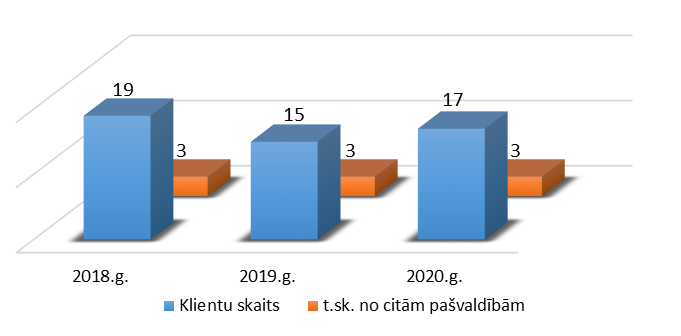 19
3
15
3
17
3
2018.g.
2019.g.
2020.g.
Klientu skaits
t.sk. no citām pašvaldībām